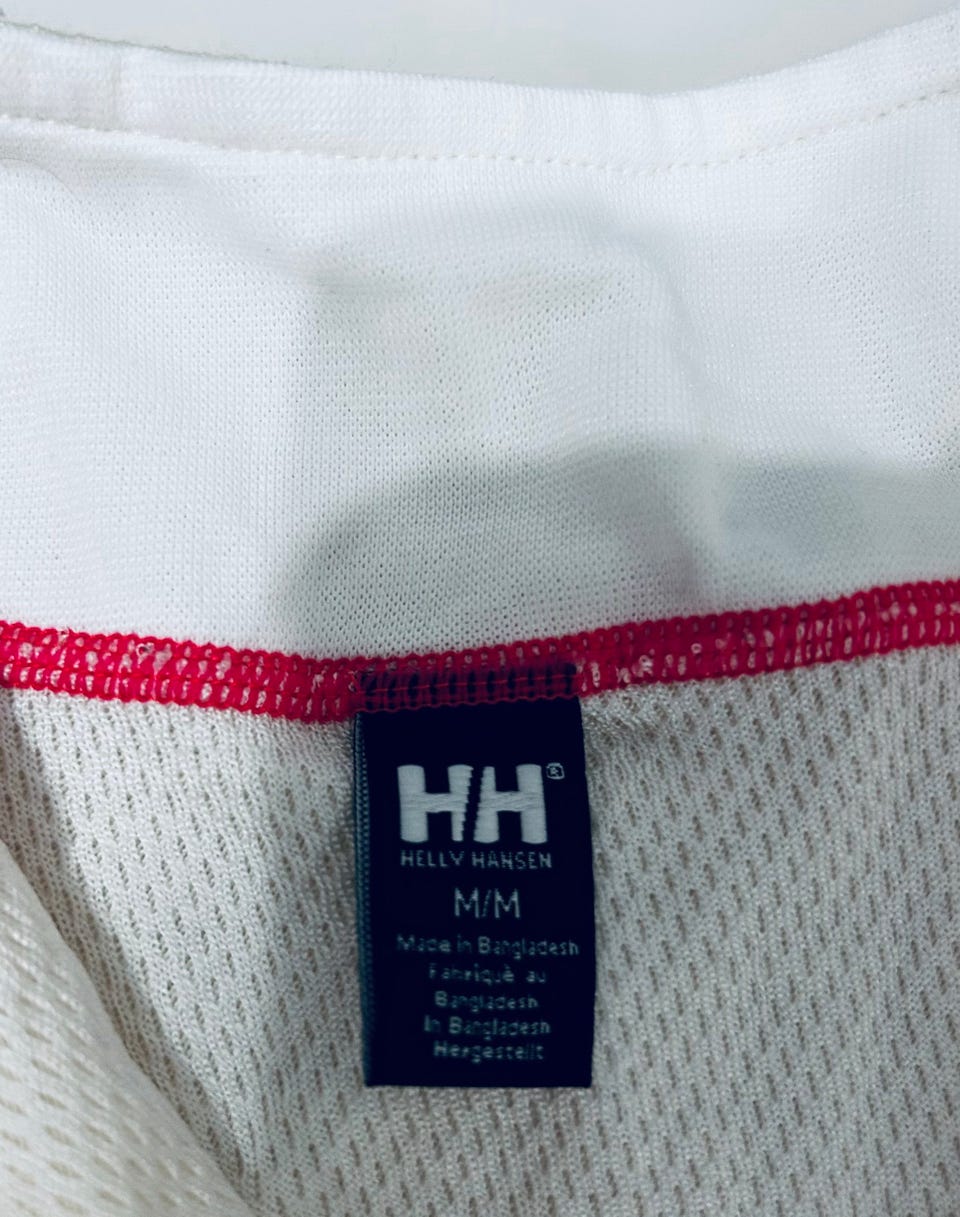 HH®
HELLY HANSEN
M/M
Made in Bangladesh
Fabriqué au
Bangladesh
In Bangladesh
Hergestellt